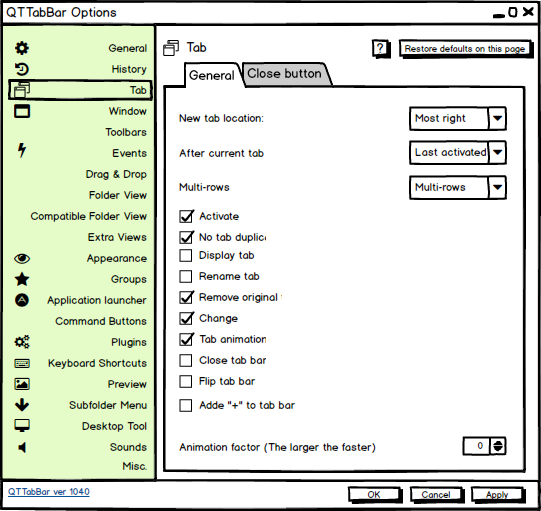 QTTabBar Options
General
History
Tab
Window
Toolbars
Events
Drag & Drop
Folder View
Compatible Folder View
Extra Views
Appearance
Groups
Application launcher
Command Buttons
Plugins
Keyboard Shortcuts
Preview
Subfolder Menu
Desktop Tool
Sounds
Misc.
Tab
?
Restore defaults on this page
General
Close button
New tab location:
Most right
After current tab
Last activated
Multi-rows
Multi-rows
Activate
No tab duplica
Display tab
Rename tab
Remove original
Change
Tab animation
Close tab bar
Flip tab bar
Adde "+" to tab bar
Animation factor (The larger the faster)
0
QTTabBar ver 1040
OK
Cancel
Apply